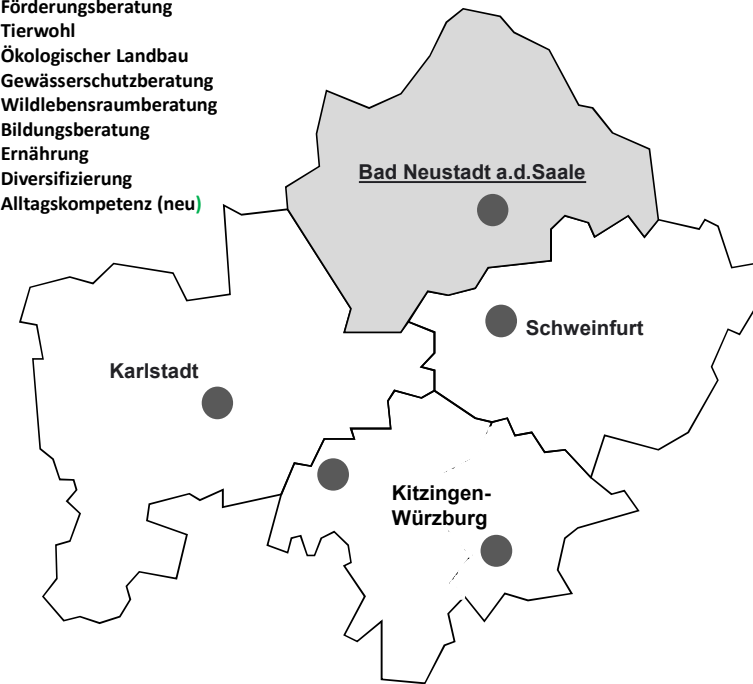 Förderungsberatung
Tierwohl
Ökologischer Landbau
Gewässerschutzberatung
Wildlebensraumberatung
Bildungsberatung
Ernährung
Diversifizierung
Alltagskompetenz (neu)
Bad Neustadt a.d.Saale
Schweinfurt
Karlstadt
Kitzingen-
Würzburg